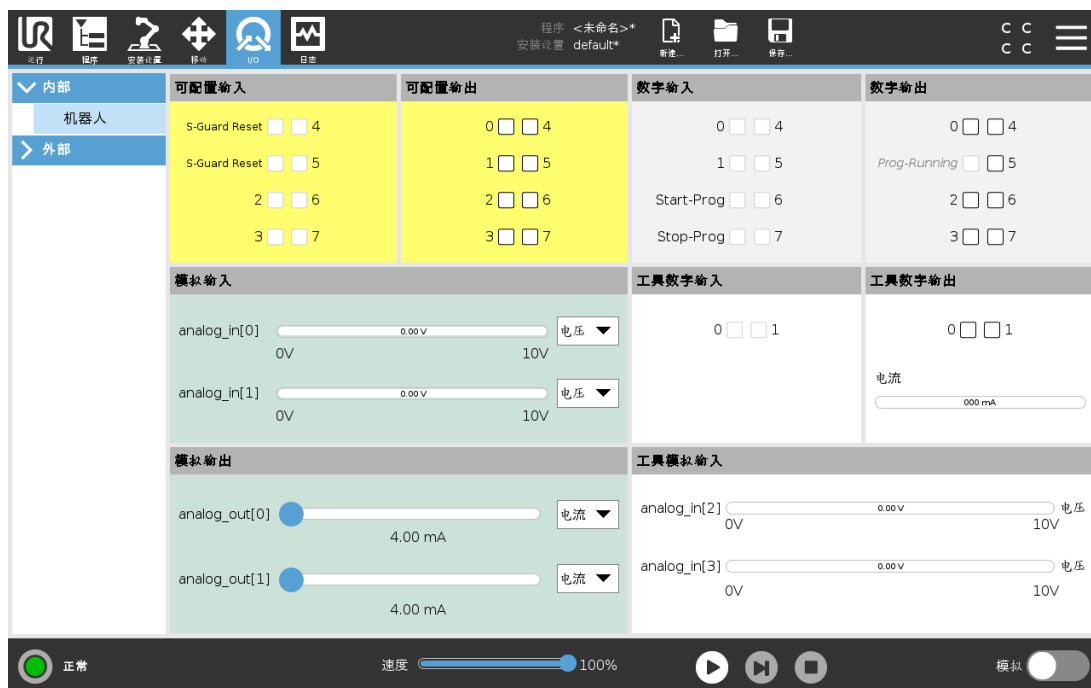 程序 <未命名>*
安装设置 default*
运行 程序 安装设置 移动 I/O 日志 新建... 打开... 保存...
C C
C C
内部
机器人
外部
可配置输入
S-Guard Reset 4
S-Guard Reset 5
2 6
3 7
可配置输出
0 4
1 5
2 6
3 7
数字输入
0 4
1 5
Start-Prog 6
Stop-Prog 7
数字输出
0 4
Prog-Running 5
2 6
3 7
模拟输入
analog_in[0] 0.00 V 电压
0V 10V
analog_in[1] 0.00 V 电压
0V 10V
工具数字输入
0 1
工具数字输出
0 1
电流
000 mA
模拟输出
analog_out[0] 电流
4.00 mA
analog_out[1] 电流
4.00 mA
工具模拟输入
analog_in[2] 0.00 V 电压
0V 10V
analog_in[3] 0.00 V 电压
0V 10V
正常 速度 100% 模拟